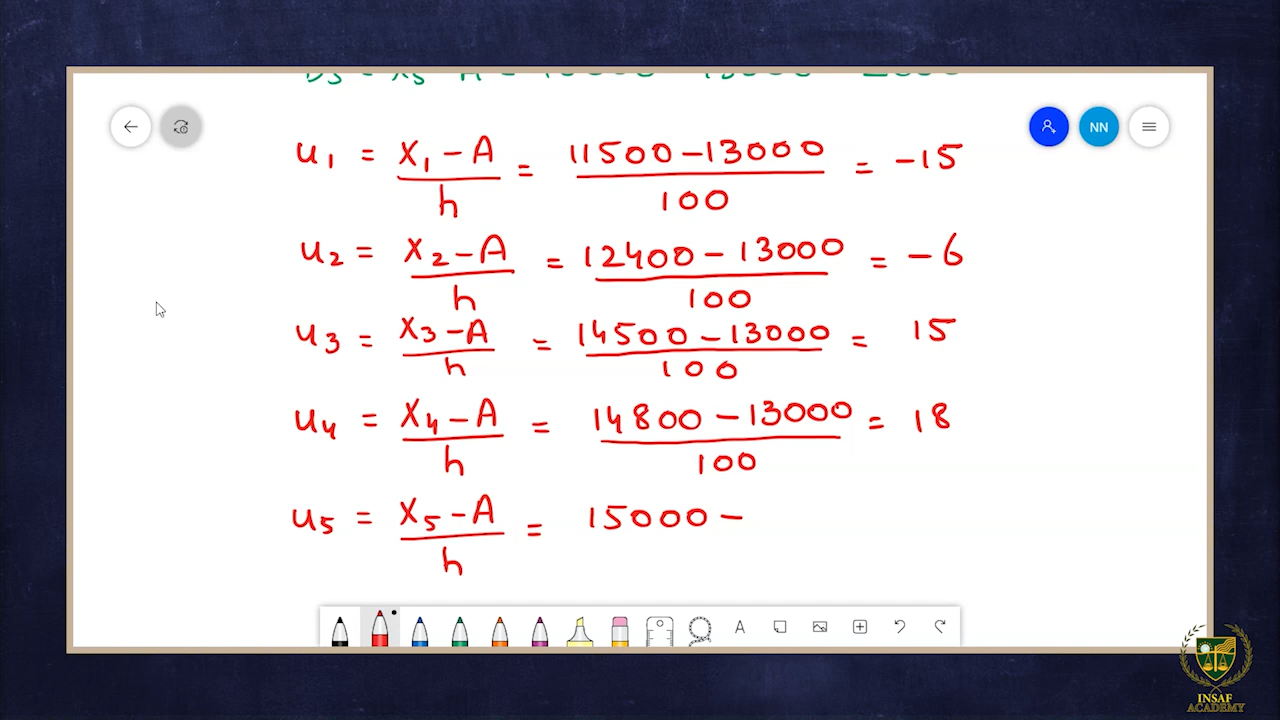 NN
u1 = X1 - A / h = 11500 - 13000 / 100 = -15
u2 = X2 - A / h = 12400 - 13000 / 100 = -6
u3 = X3 - A / h = 14500 - 13000 / 100 = 15
u4 = X4 - A / h = 14800 - 13000 / 100 = 18
u5 = X5 - A / h = 15000 -
A
INSAF
ACADEMY